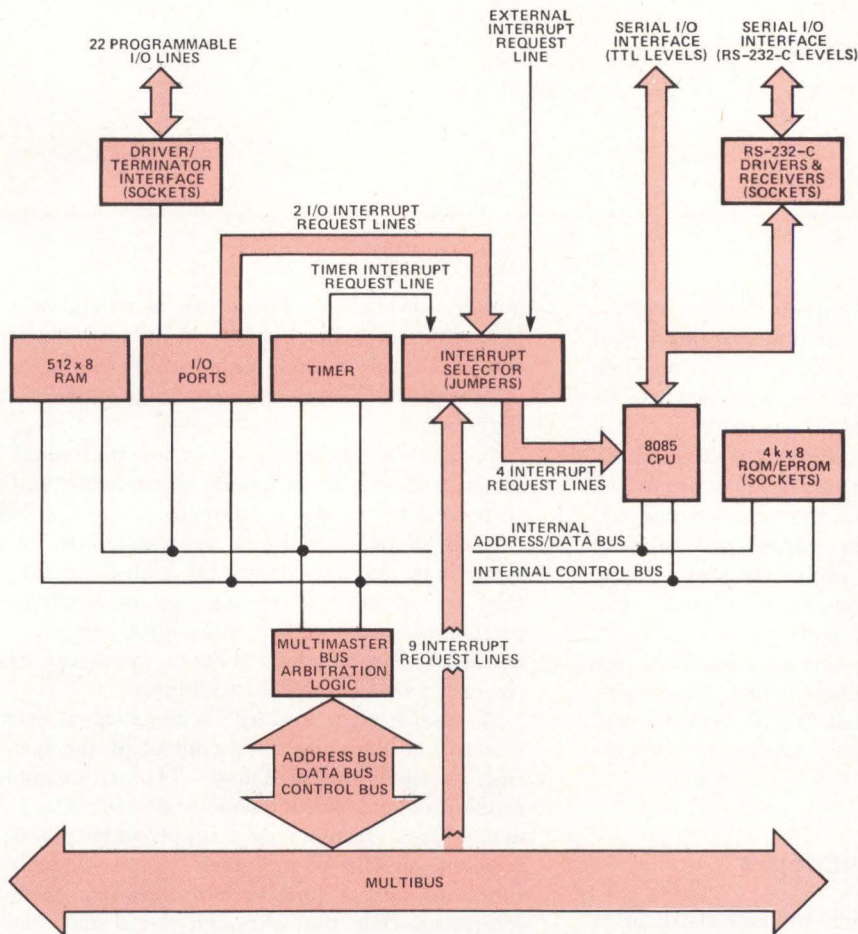 22 PROGRAMMABLE
I/O LINES
EXTERNAL
INTERRUPT
REQUEST
LINE
SERIAL I/O
INTERFACE
(TTL LEVELS)
SERIAL I/O
INTERFACE
(RS-232-C LEVELS)
DRIVER/
TERMINATOR
INTERFACE
(SOCKETS)
RS-232-C
DRIVERS &
RECEIVERS
(SOCKETS)
2 I/O INTERRUPT
REQUEST LINES
TIMER INTERRUPT
REQUEST LINE
512 x 8
RAM
I/O
PORTS
TIMER
INTERRUPT
SELECTOR
(JUMPERS)
8085
CPU
4k x 8
ROM/EPROM
(SOCKETS)
4 INTERRUPT
REQUEST LINES
INTERNAL
ADDRESS/DATA BUS
INTERNAL CONTROL BUS
MULTIMASTER
BUS
ARBITRATION
LOGIC
9 INTERRUPT
REQUEST LINES
ADDRESS BUS
DATA BUS
CONTROL BUS
MULTIBUS